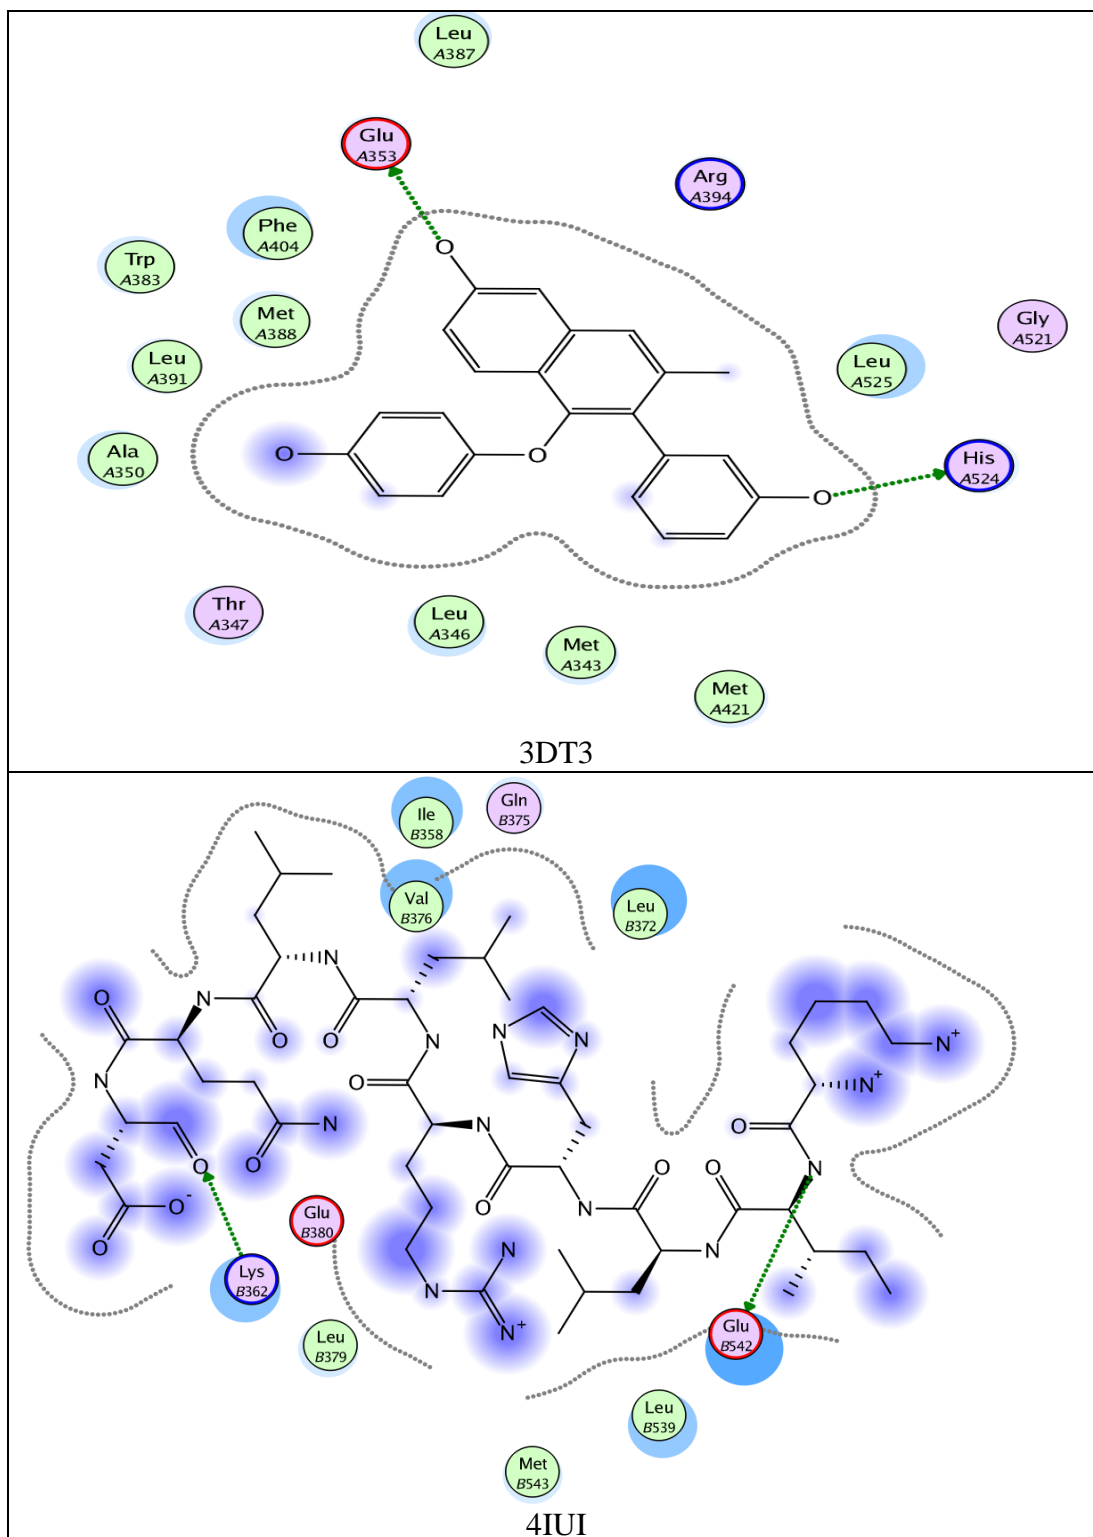 Leu
A387
Glu
A353
Arg
A394
Phe
A404
Trp
A383
O
Met
A388
Gly
A521
Leu
A391
Leu
A525
Ala
A350
O
O
His
A524
O
Thr
A347
Leu
A346
Met
A343
Met
A421
3DT3
Ile
B358
Gln
B375
Val
B376
Leu
B372
N
O
N
O
O
N
N
N
N+
O
N
N
O
N+
O
N
N
O
O
N
O
O
O
N
O
N
O-
O
Glu
B380
Lys
B362
N
N
N+
Leu
B379
Glu
B542
Leu
B539
Met
B543
4IUI